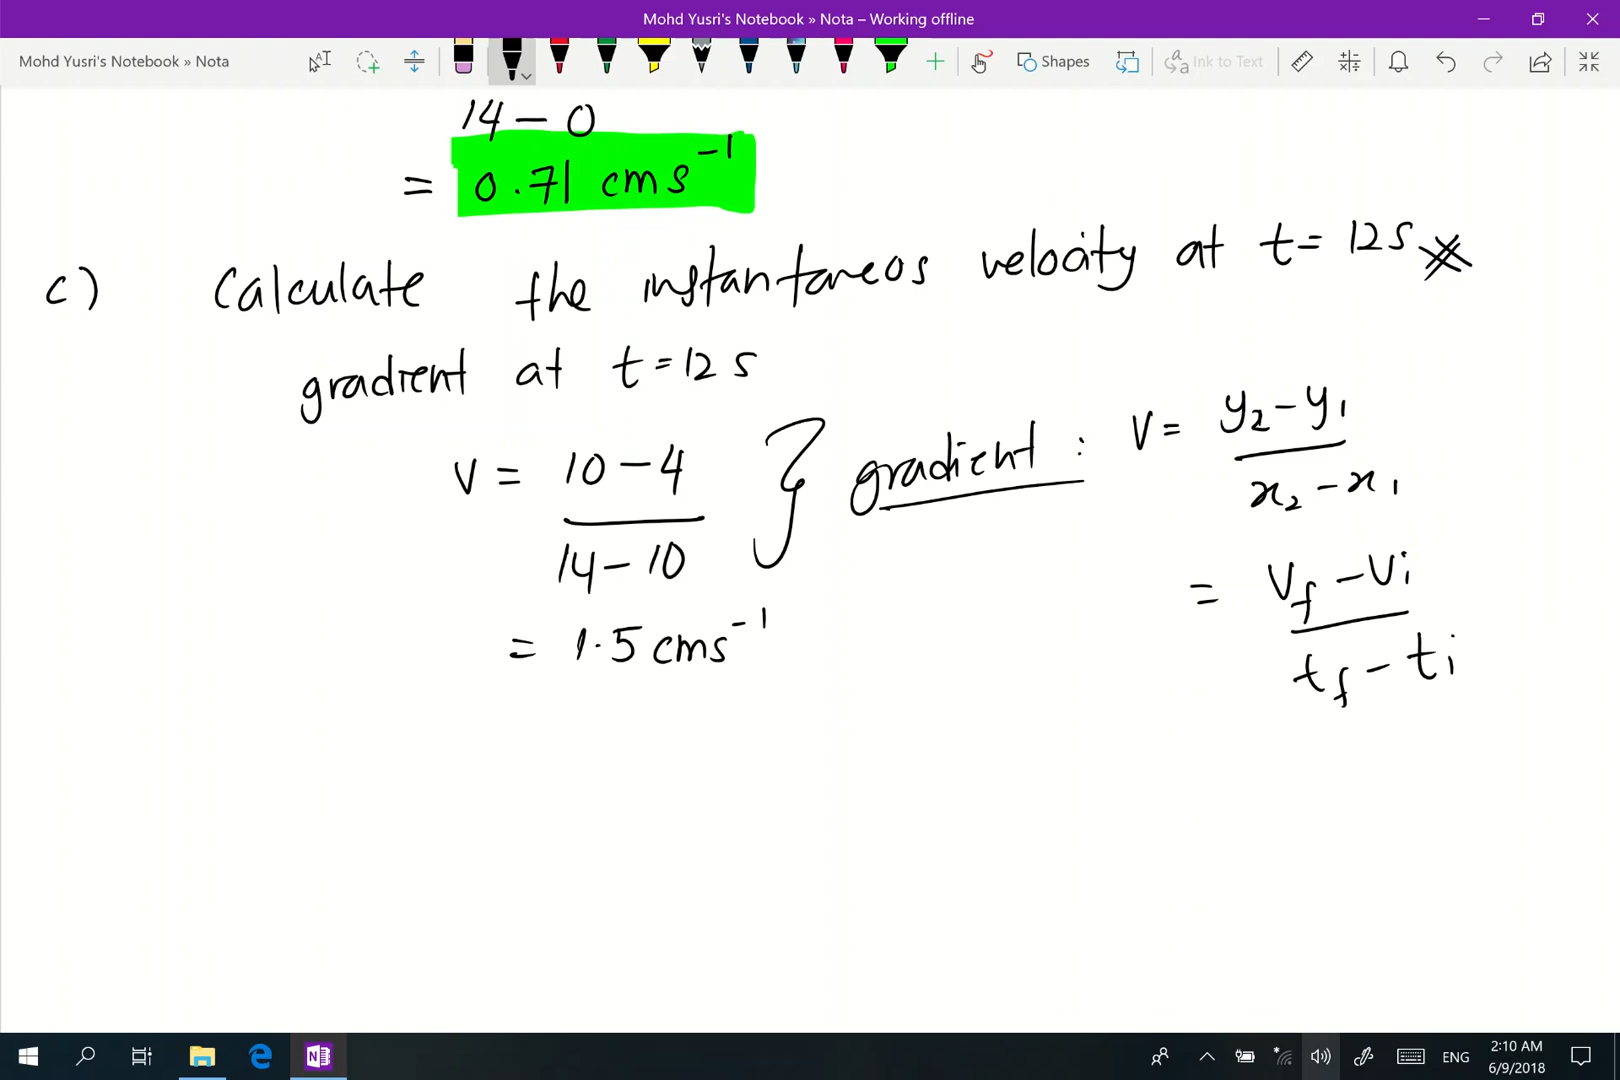 Mohd Yusri's Notebook » Nota – Working offline
Mohd Yusri's Notebook » Nota
Shapes
Ink to Text
14 – 0
= 0.71 cms⁻¹
c) Calculate the instantaneos velocity at t = 12 s
gradient at t = 12 s
v = 10 – 4
14 – 10
= 1.5 cms⁻¹
gradient : v = y₂ – y₁
x₂ – x₁
= Vf – Vi
tf – ti
ENG
2:10 AM
6/9/2018